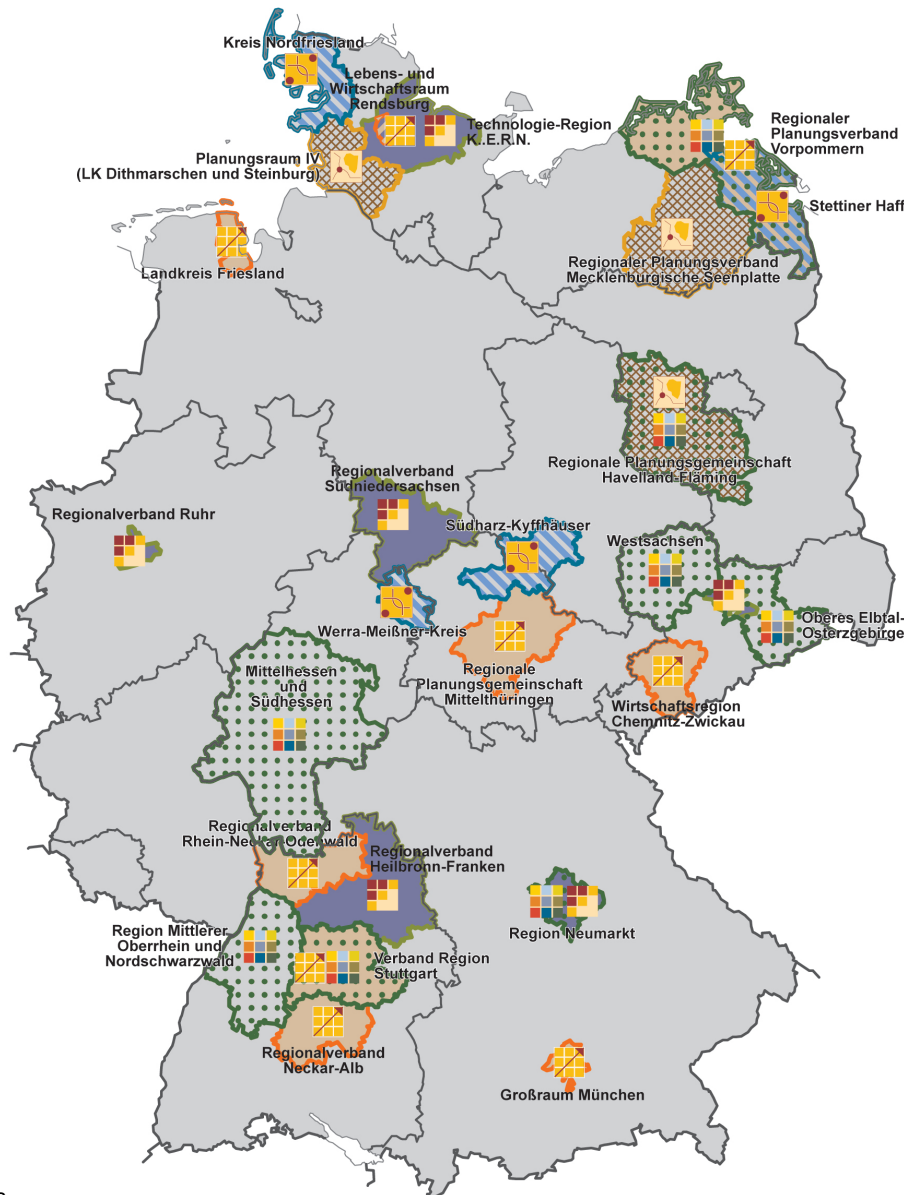 Kreis Nordfriesland
Lebens- und
Wirtschaftsraum
Rendsburg
Technologie-Region
K..E.R.N.
Regionaler
Planungsverband
Vorpommern
Planungsraum IV
(LK Dithmarschen und Steinburg)
Stettiner Haff
Landkreis Friesland
Regionaler Planungsverband
Mecklenburgische Seenplatte
Regionale Planungsgemeinschaft
Havelland-Fläming
Regionalverband
Südniedersachsen
Regionalverband Ruhr
Südharz-Kyffhäuser
Westsachsen
Werra-Meißner-Kreis
Oberes Elbtal-
Osterzgebirge
Mittelhessen
und
Südhessen
Regionale
Planungsgemeinschaft
Mittelthüringen
Wirtschaftsregion
Chemnitz-Zwickau
Regionalverband
Rhein-Neckar-Odenwald
Regionalverband
Heilbronn-Franken
Region Mittlerer
Oberrhein und
Nordschwarzwald
Region Neumarkt
Verband Region
Stuttgart
Regionalverband
Neckar-Alb
Großraum München